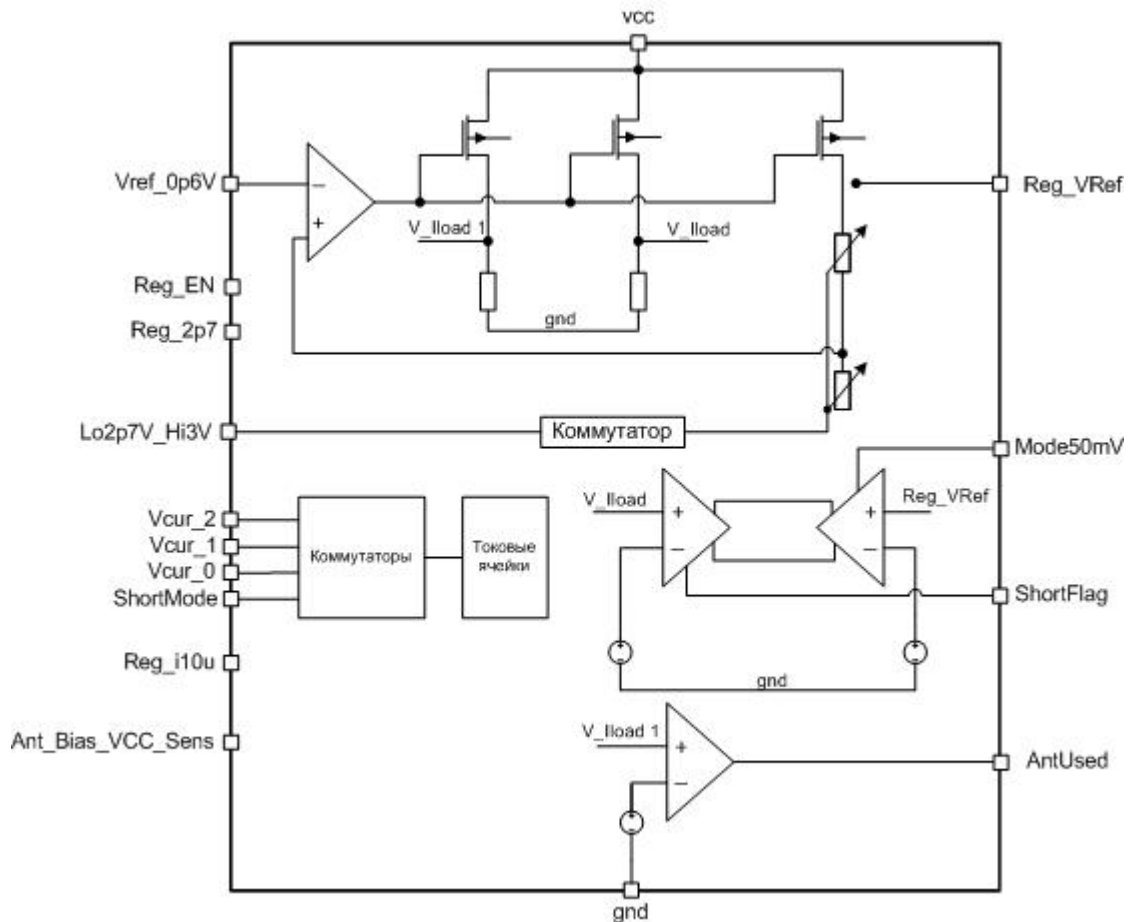 vcc
Vref_0p6V
Reg_VRef
V_Iload 1
V_Iload
Reg_EN
gnd
Reg_2p7
Lo2p7V_Hi3V
Коммутатор
Mode50mV
V_Iload
Reg_VRef
Vcur_2
Vcur_1
Vcur_0
ShortMode
Коммутаторы
Токовые
ячейки
ShortFlag
Reg_i10u
gnd
Ant_Bias_VCC_Sens
V_Iload 1
AntUsed
gnd